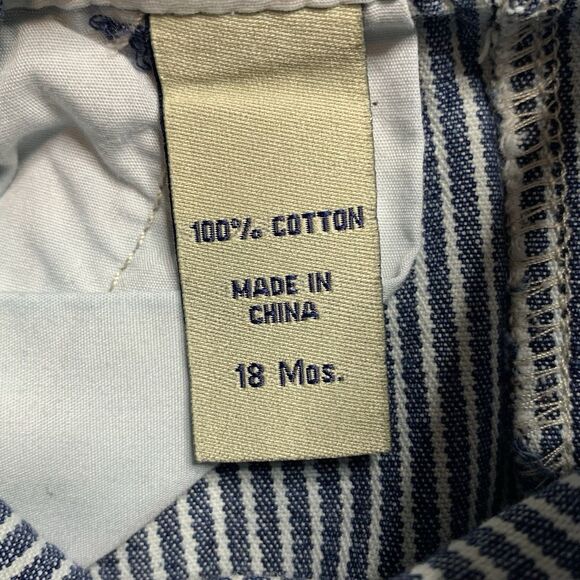 100% COTTON
MADE IN
CHINA
18 Mos.